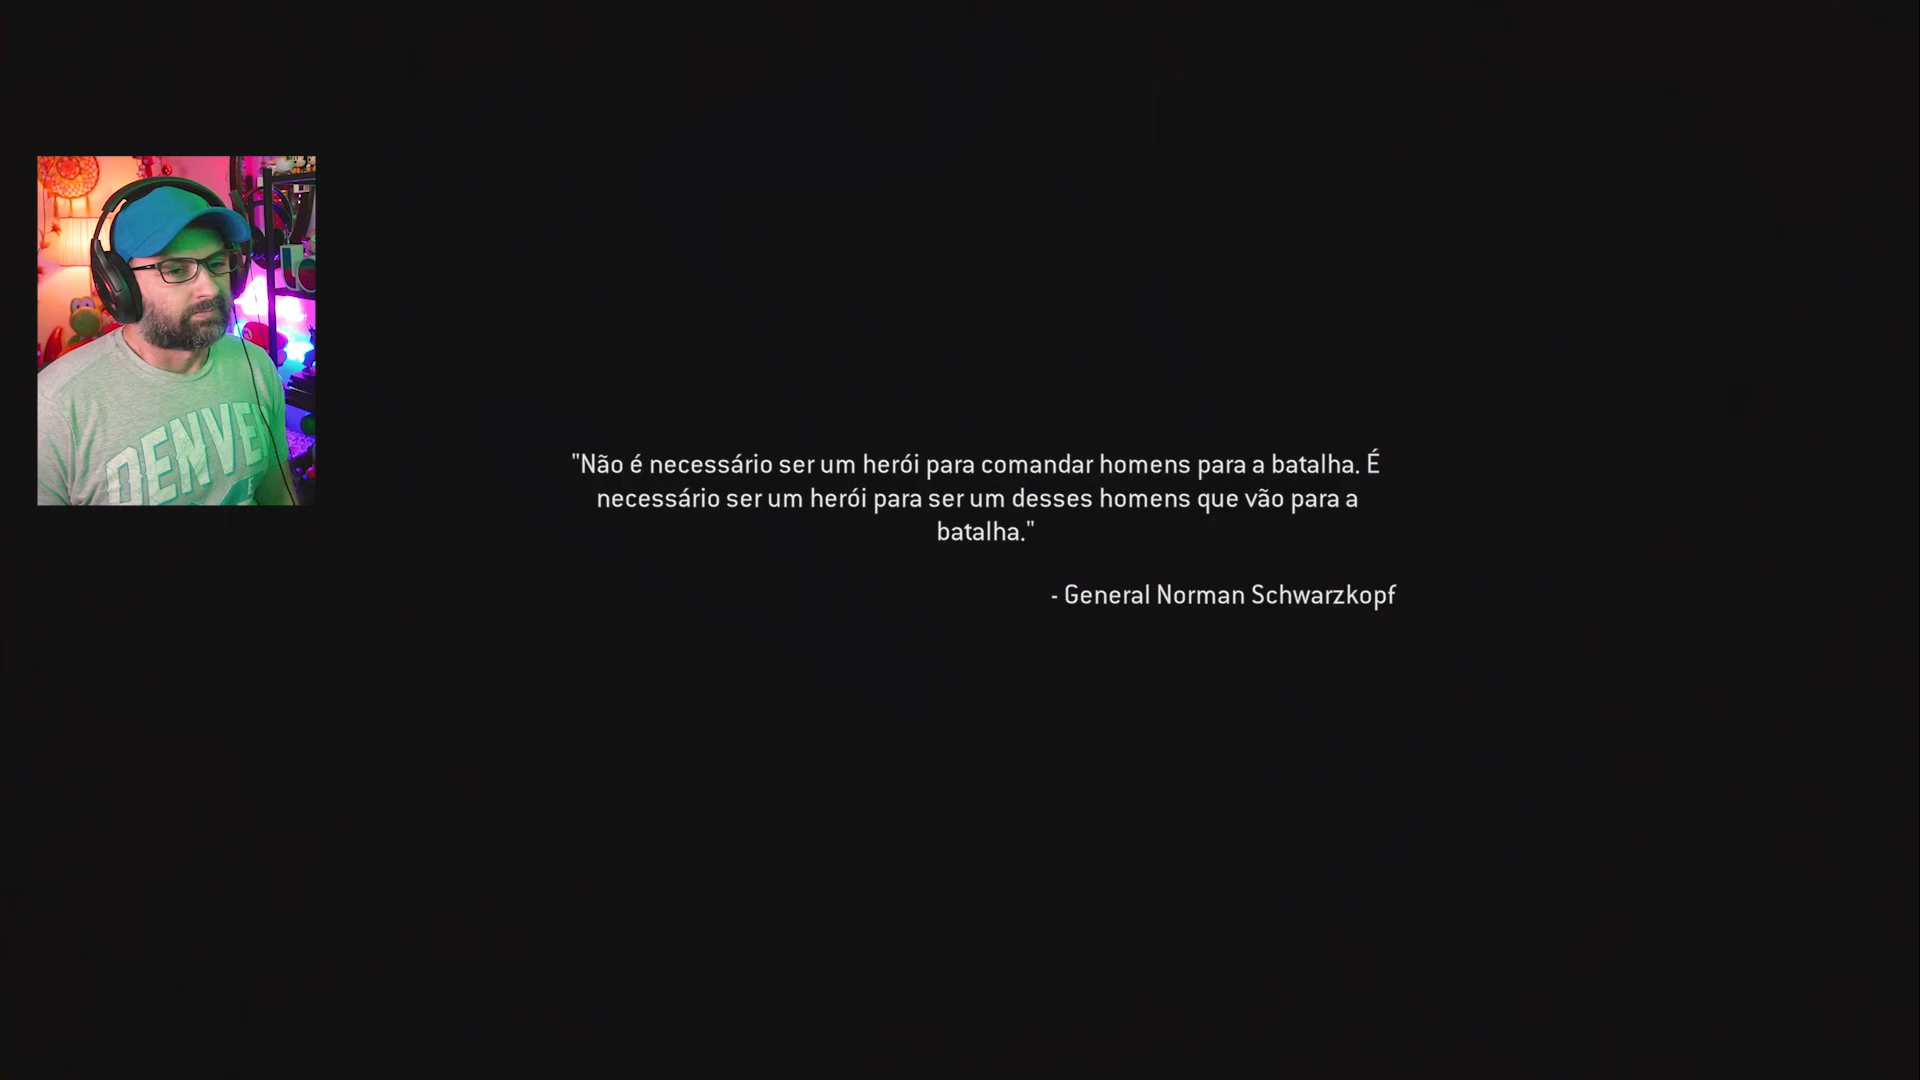 DENVE
"Não é necessário ser um herói para comandar homens para a batalha. É
necessário ser um herói para ser um desses homens que vão para a
batalha."
- General Norman Schwarzkopf